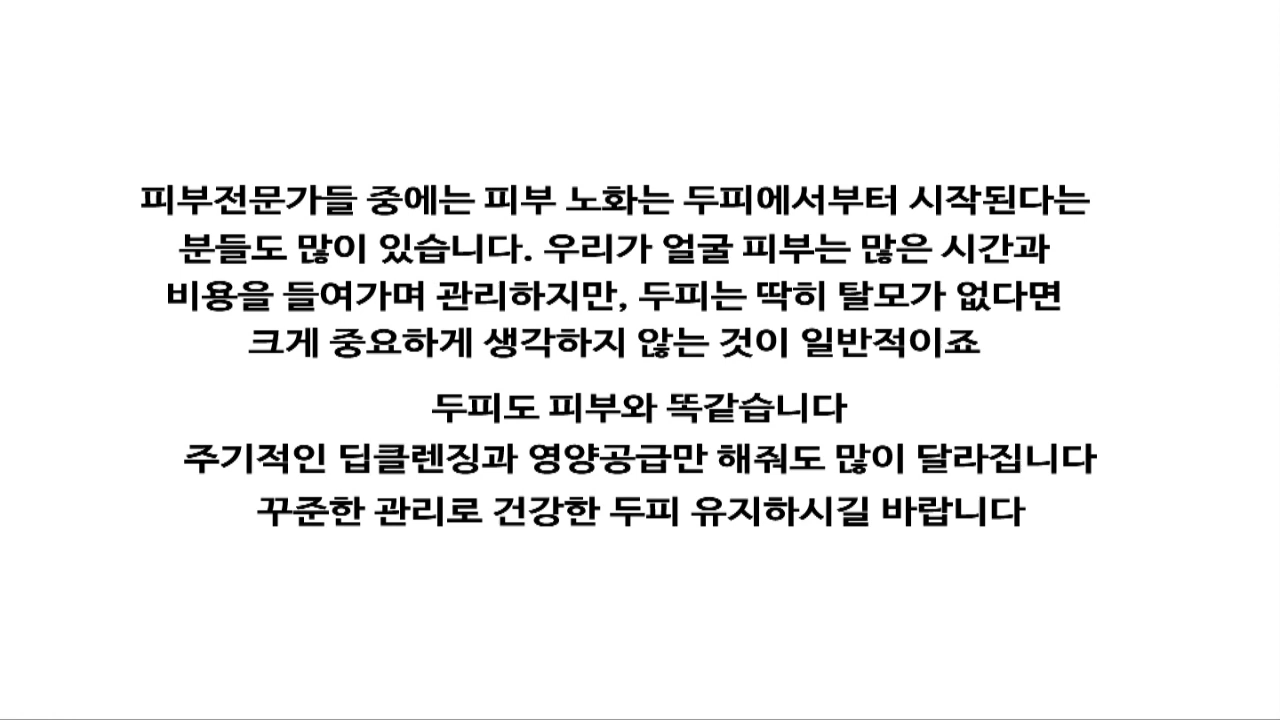 피부전문가들 중에는 피부 노화는 두피에서부터 시작된다는
분들도 많이 있습니다. 우리가 얼굴 피부는 많은 시간과
비용을 들여가며 관리하지만, 두피는 딱히 탈모가 없다면
크게 중요하게 생각하지 않는 것이 일반적이죠
두피도 피부와 똑같습니다
주기적인 딥클렌징과 영양공급만 해줘도 많이 달라집니다
꾸준한 관리로 건강한 두피 유지하시길 바랍니다